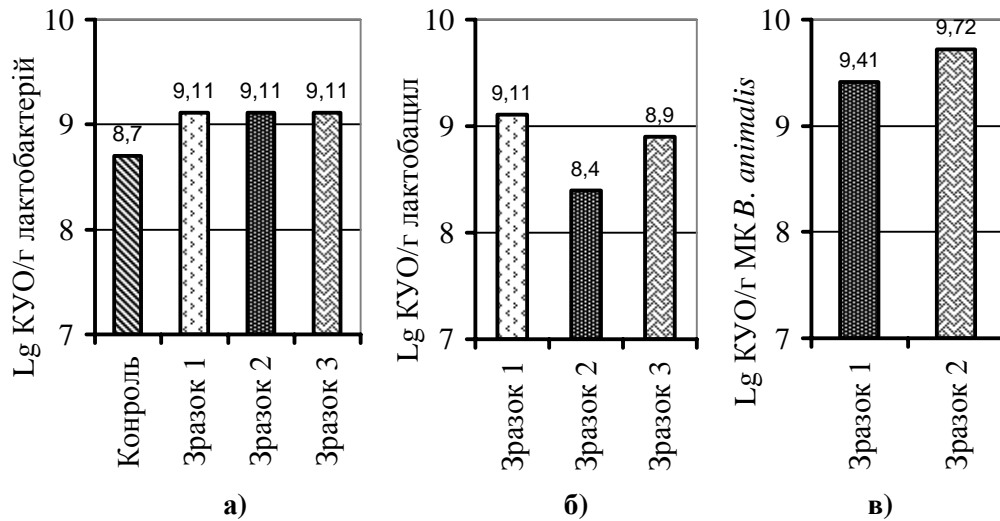 Lg КУО/г лактобактерій
10
9
8
7
8,7
9,11
9,11
9,11
Конроль
Зразок 1
Зразок 2
Зразок 3
а)
Lg КУО/г лактобацил
10
9
8
7
9,11
8,4
8,9
Зразок 1
Зразок 2
Зразок 3
б)
Lg КУО/г МК B. animalis
10
9
8
7
9,41
9,72
Зразок 1
Зразок 2
в)